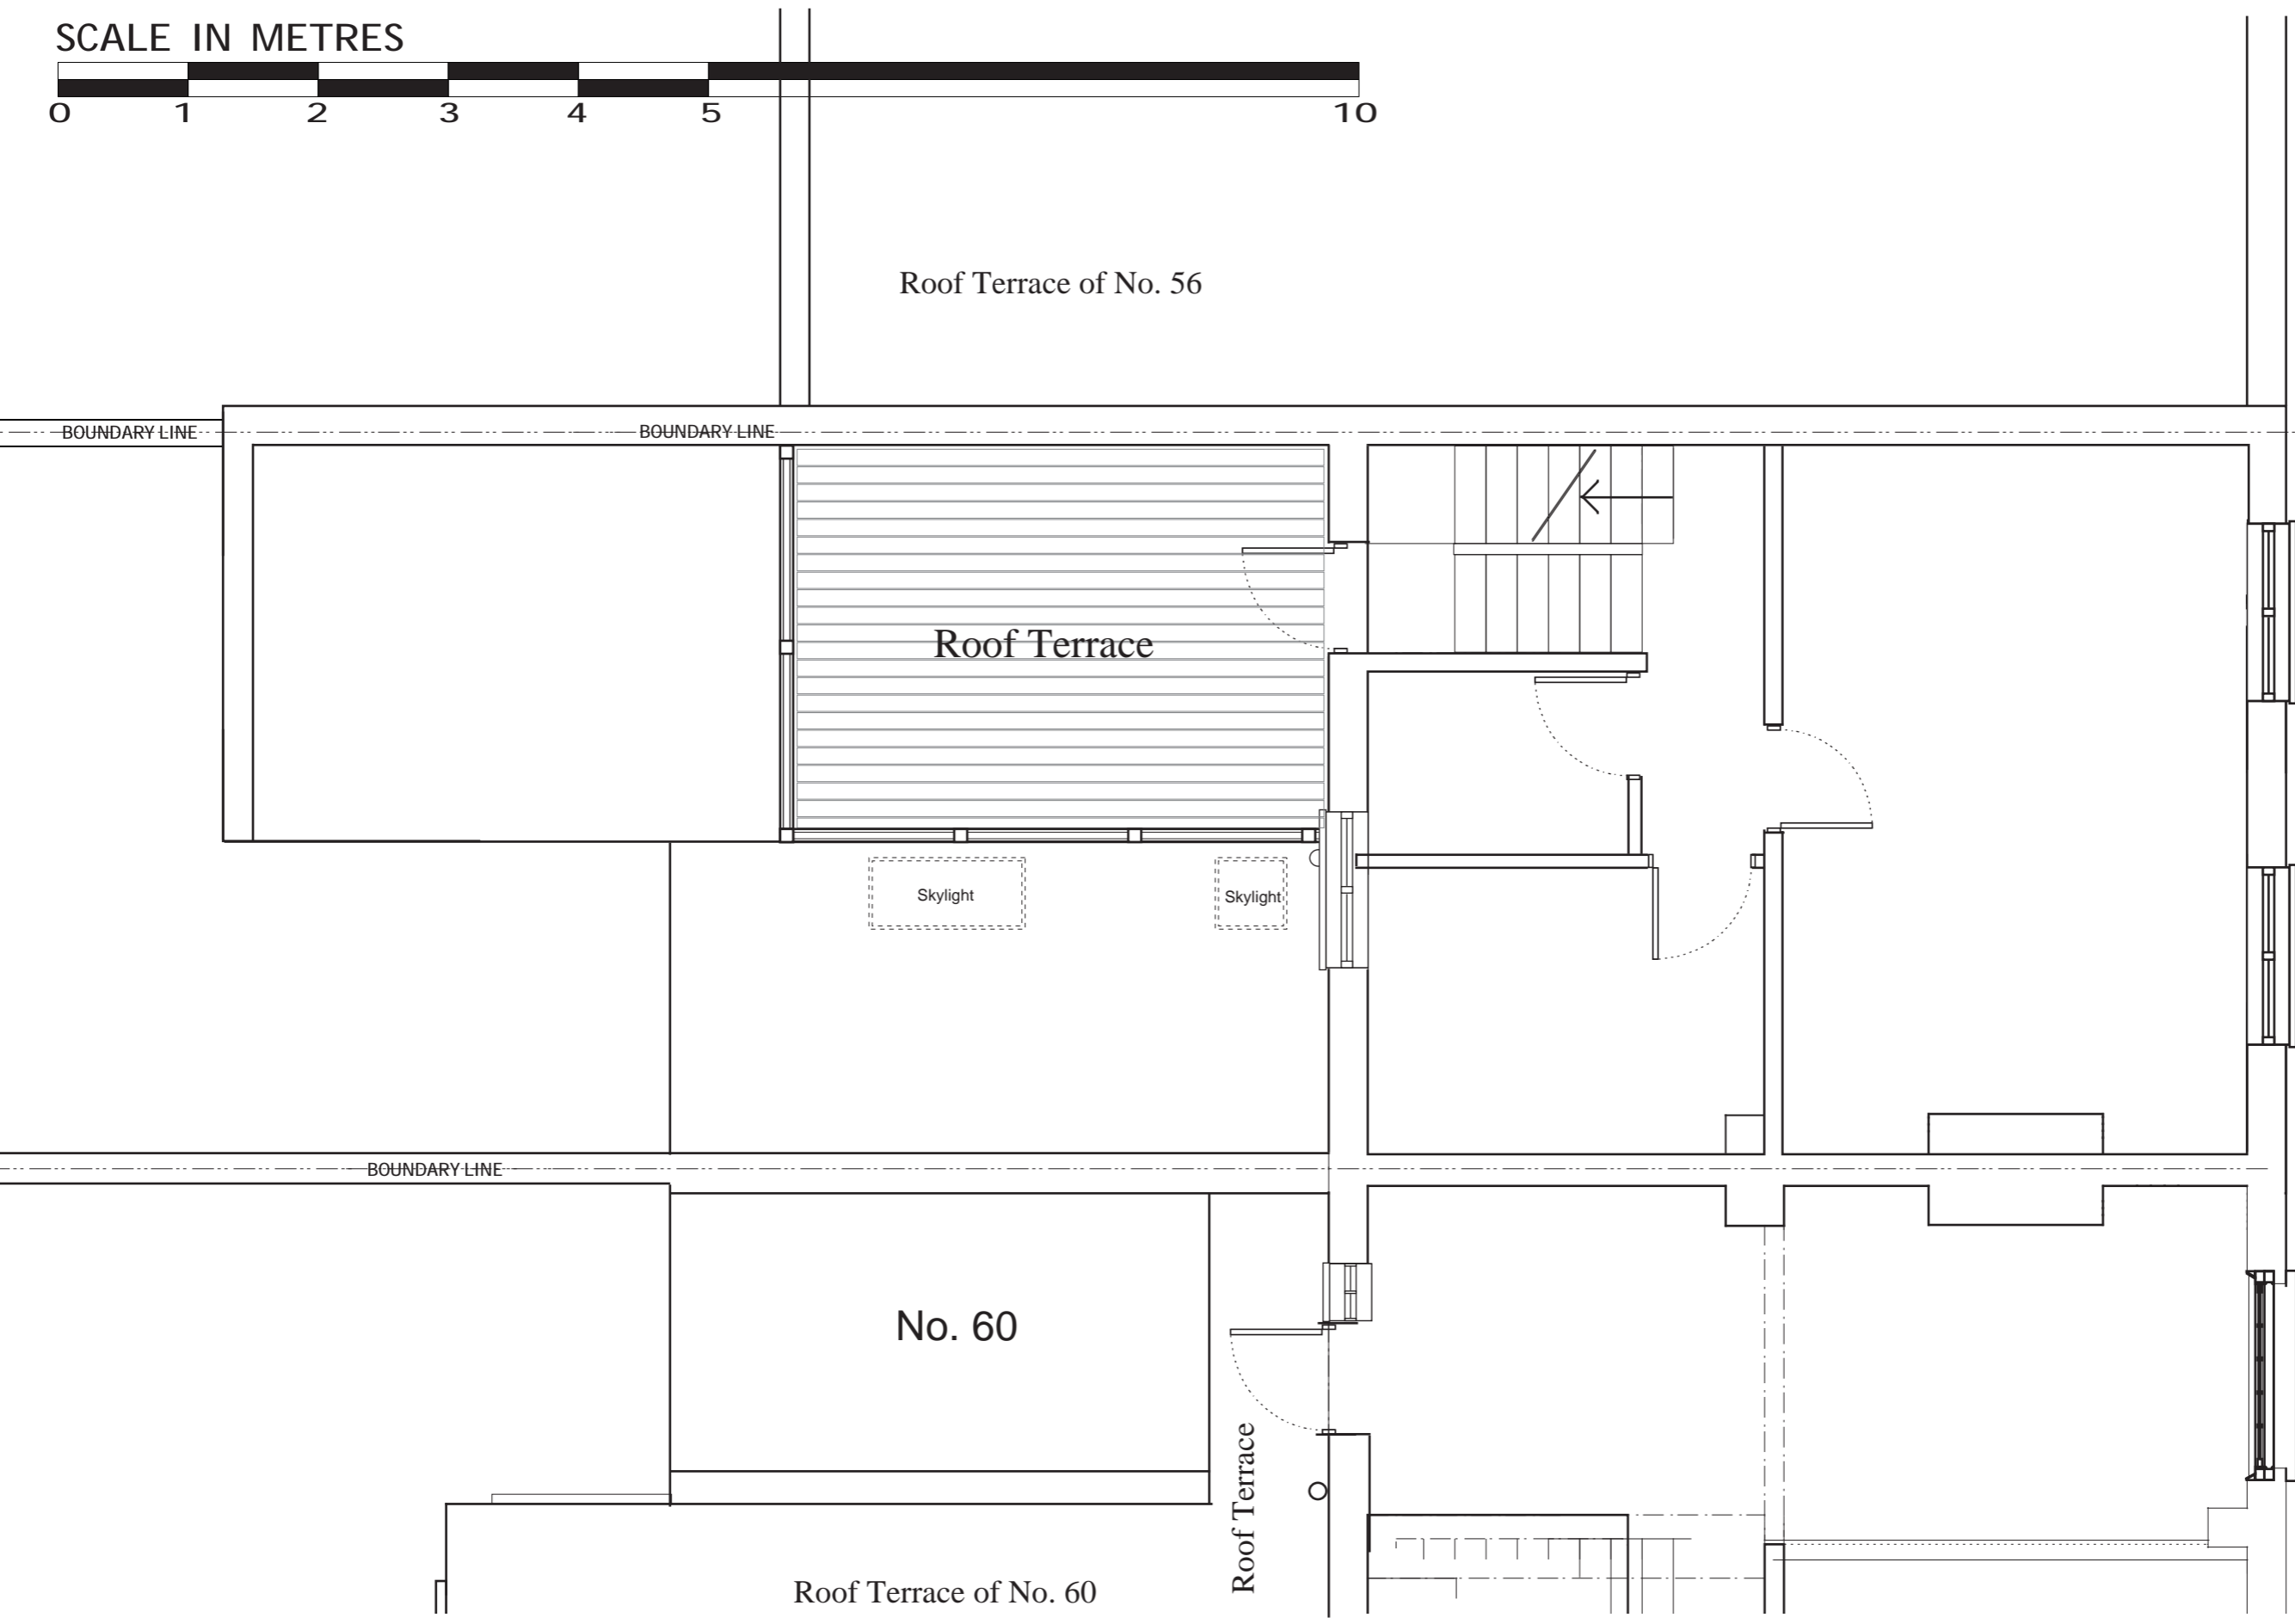 SCALE IN METRES
0 1 2 3 4 5 10
Roof Terrace of No. 56
BOUNDARY LINE
BOUNDARY LINE
Roof Terrace
Skylight
Skylight
BOUNDARY LINE
No. 60
Roof Terrace
Roof Terrace of No. 60